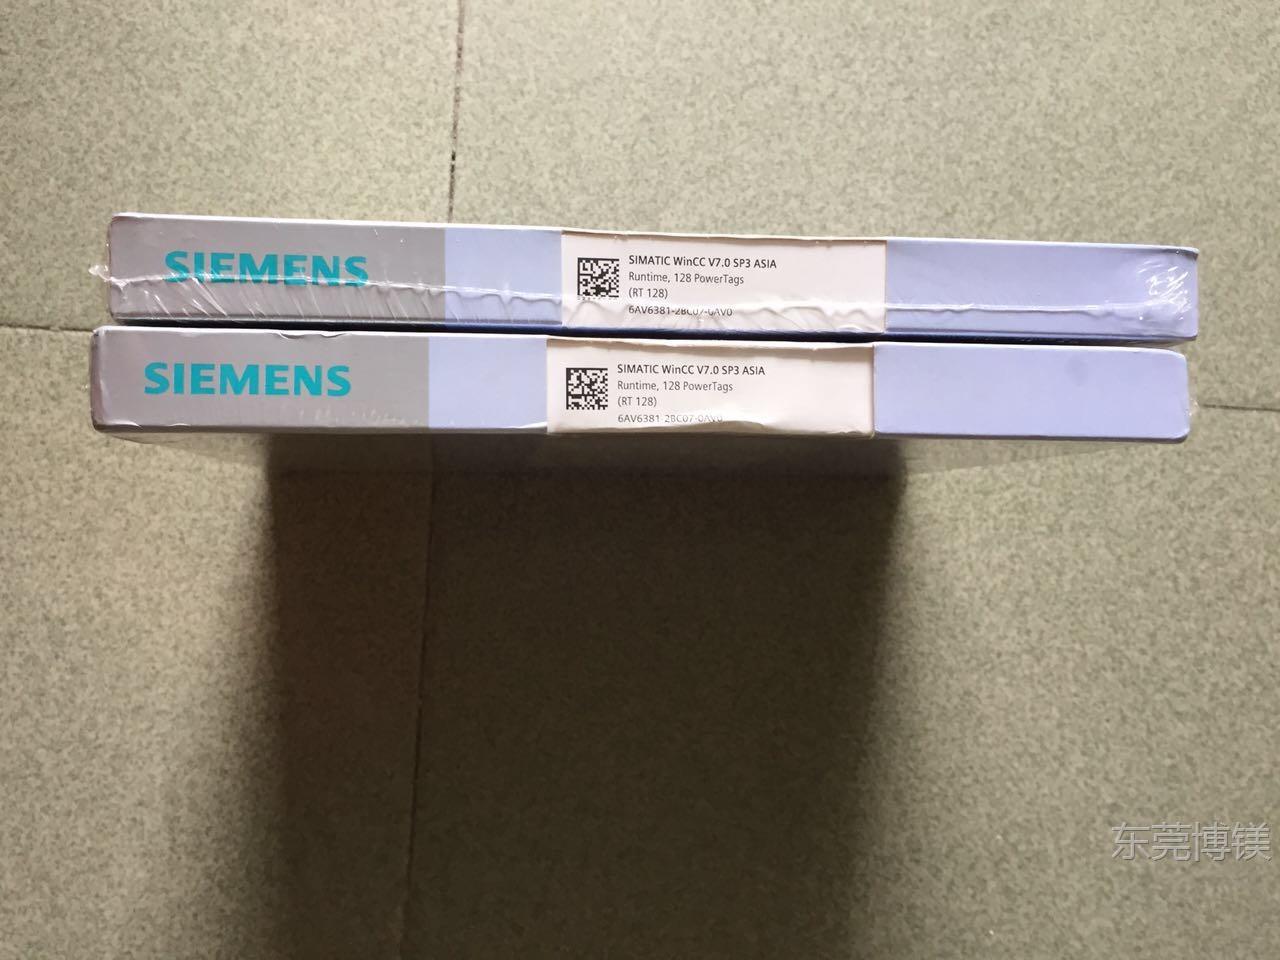 SIEMENS
SIMATIC WinCC V7.0 SP3 ASIA
Runtime, 128 PowerTags
(RT 128)
6AV6381-2BC07-0AV0
SIEMENS
SIMATIC WinCC V7.0 SP3 ASIA
Runtime, 128 PowerTags
(RT 128)
6AV6381-2BC07-0AV0
东莞博镁